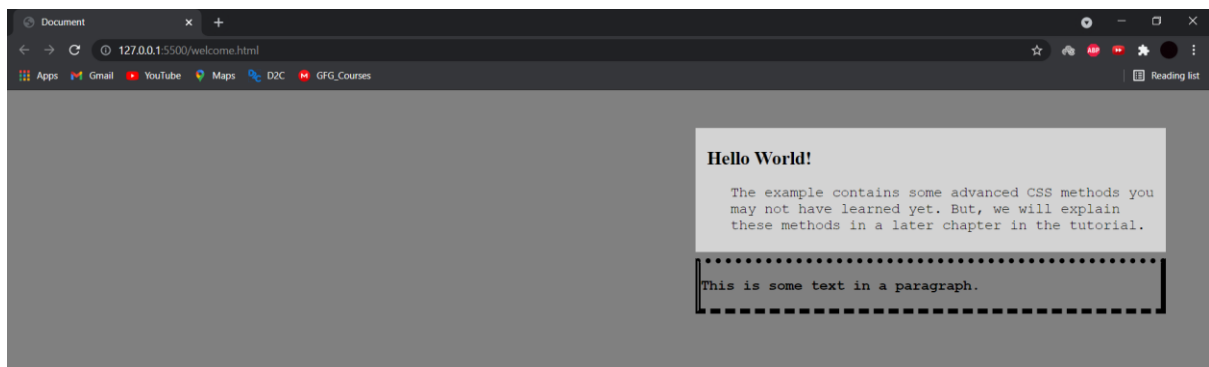 Document
127.0.0.1:5500/welcome.html
ABP
Apps Gmail YouTube Maps D2C GFG_Courses Reading list
Hello World!
The example contains some advanced CSS methods you
may not have learned yet. But, we will explain
these methods in a later chapter in the tutorial.
This is some text in a paragraph.